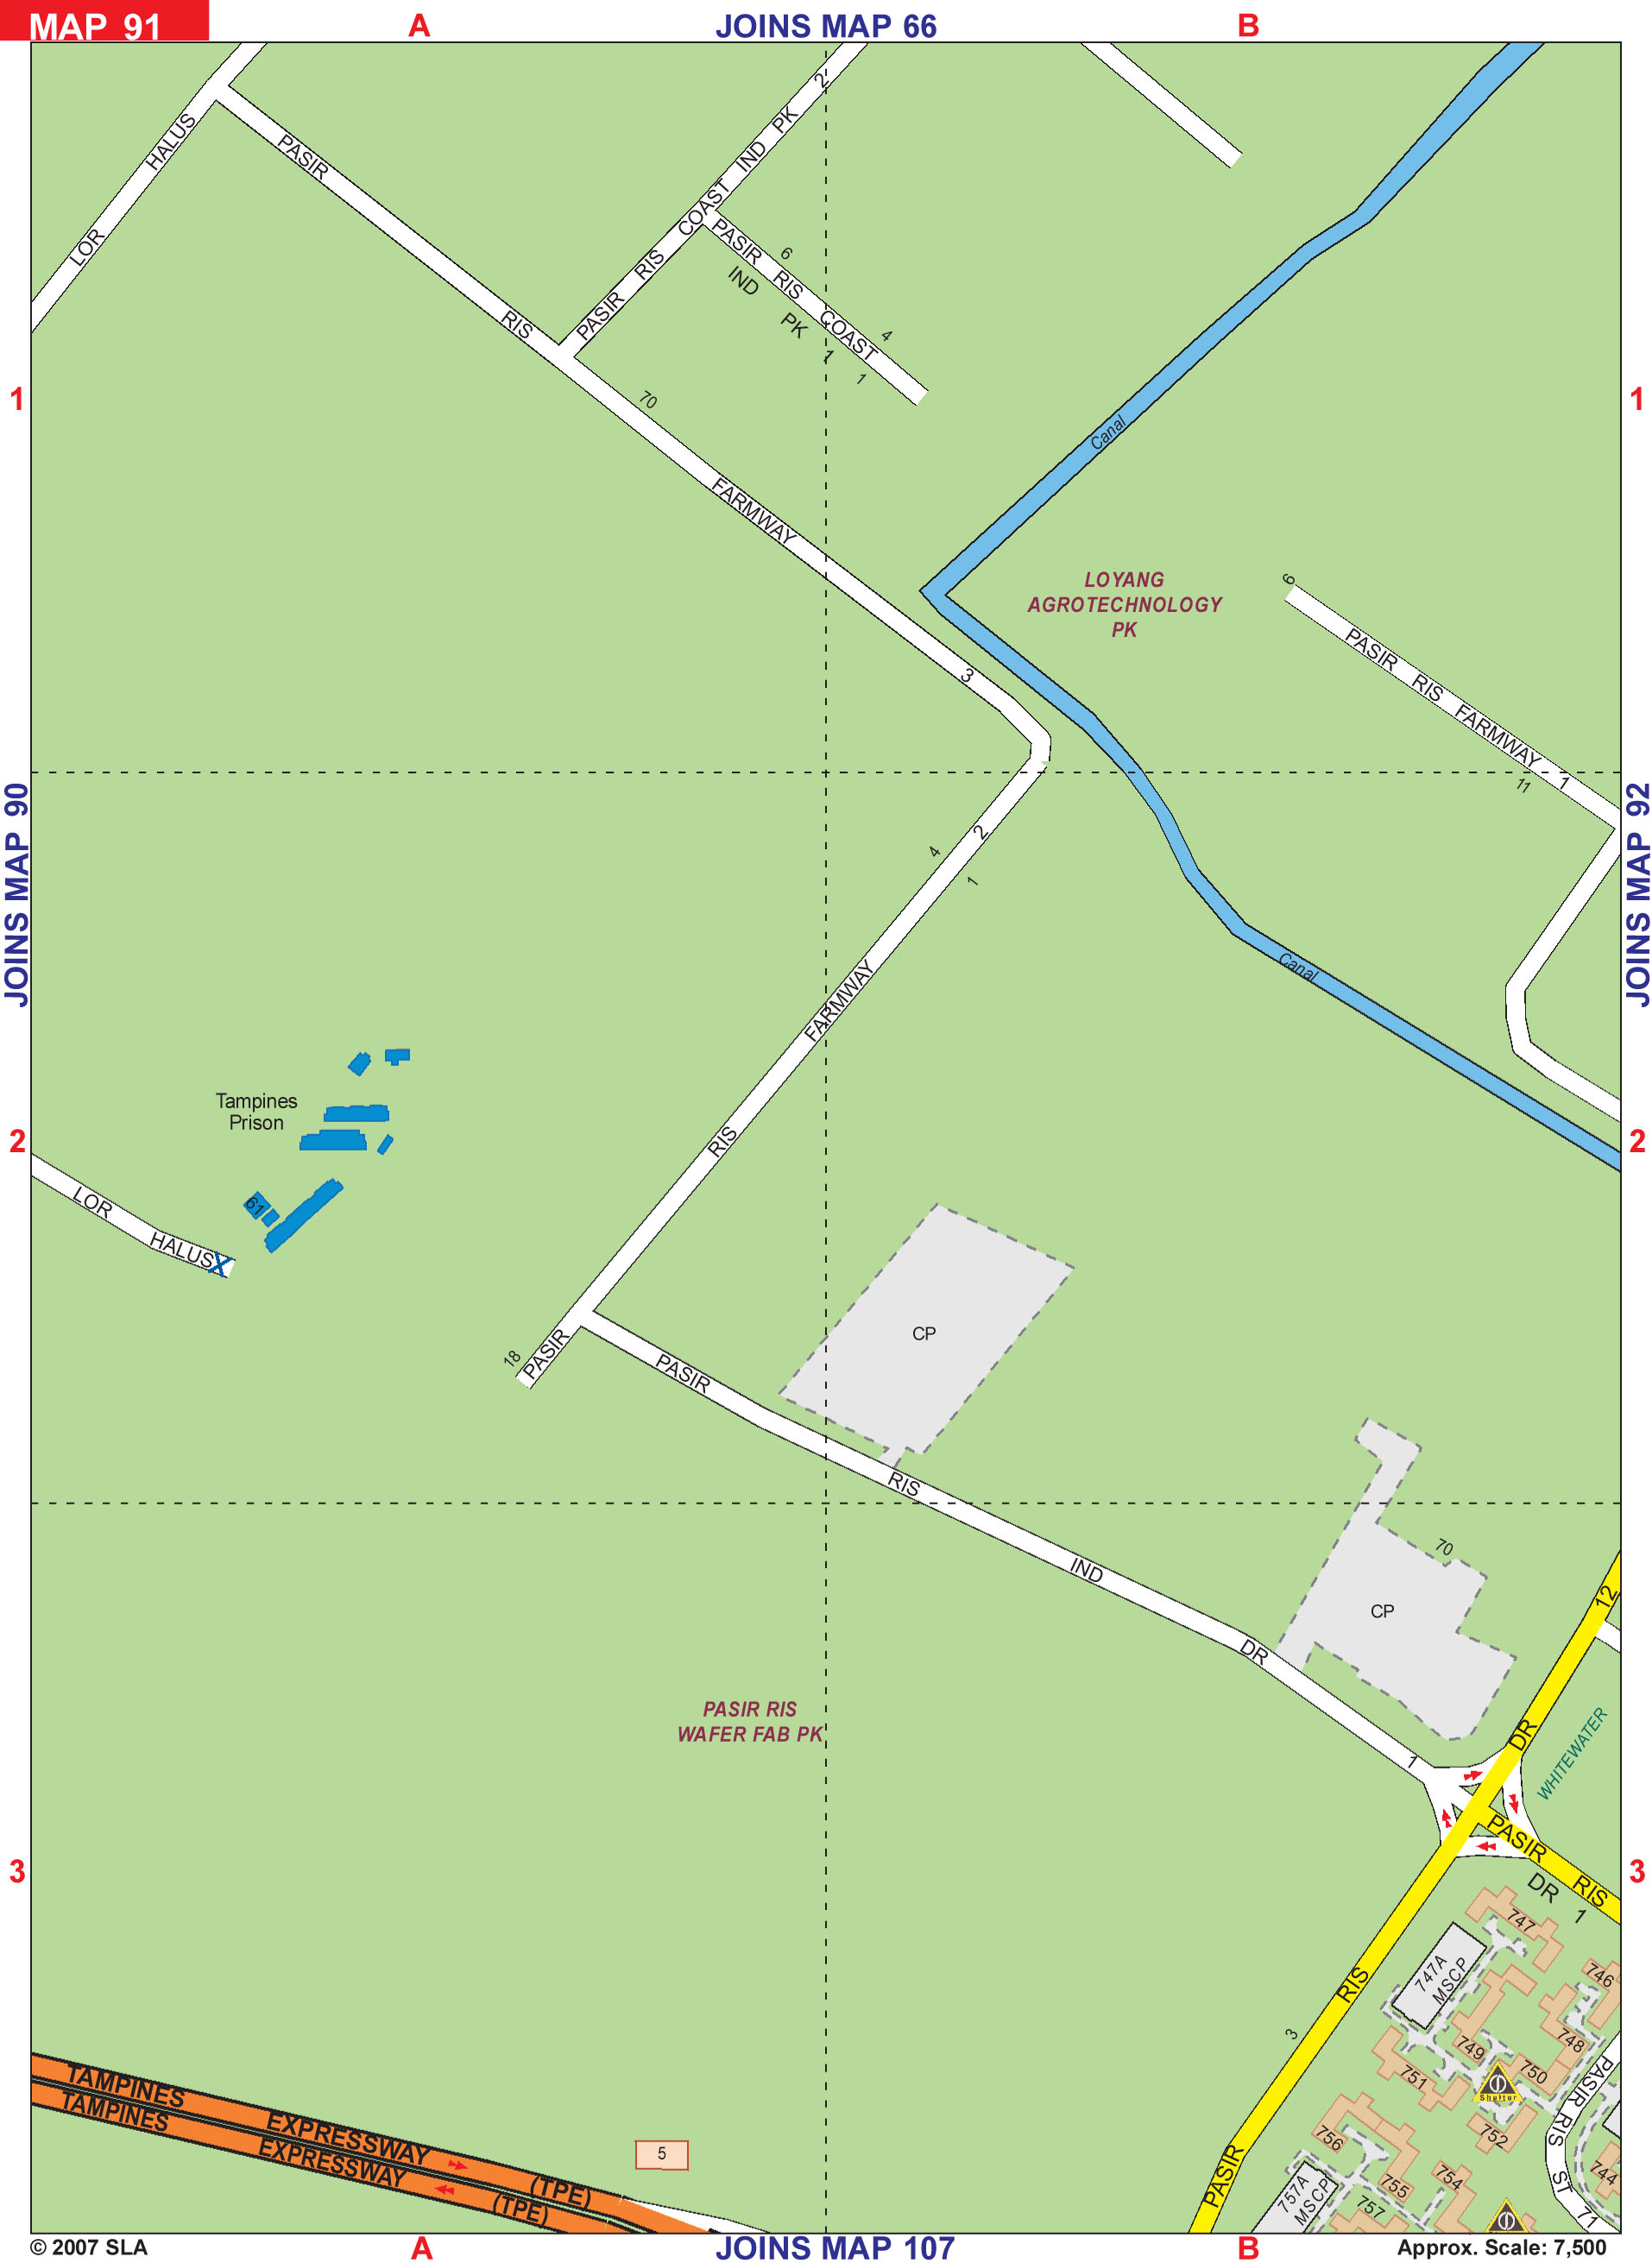 MAP 91
A
JOINS MAP 66
B
LOR HALUS
PASIR RIS FARMWAY 3
PASIR RIS COAST IND PK 2
PASIR RIS COAST
IND PK 1
6
4
1
70
1
1
Canal
LOYANG
AGROTECHNOLOGY
PK
6
PASIR RIS FARMWAY 1
11
JOINS MAP 90
JOINS MAP 92
PASIR RIS FARMWAY 2
4
1
18
Canal
Tampines
Prison
61
2
2
LOR HALUS
X
CP
PASIR RIS IND DR 1
70
CP
PASIR RIS DR 12
WHITEWATER
PASIR RIS
WAFER FAB PK
3
3
PASIR RIS
DR 1
3
747
747A
MSCP
746
748
749
750
751
752
Shelter
PASIR RIS ST 71
756
755
754
757
757A
MSCP
744
TAMPINES EXPRESSWAY (TPE)
TAMPINES EXPRESSWAY (TPE)
5
© 2007 SLA
A
JOINS MAP 107
B
Approx. Scale: 7,500